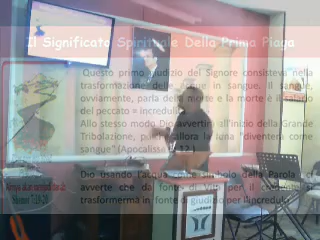 Il Significato Spirituale Della Prima Piaga
Questo primo giudizio del Signore consisteva nella
trasformazione delle acque in sangue. Il sangue,
ovviamente, parla della morte e la morte è il salario
del peccato = incredulità.
Allo stesso modo Dio avvertirà all'inizio della Grande
Tribolazione, poiché allora la luna "diventerà come
sangue" (Apocalisse 6:12.)
Dio usando l'acqua come simbolo della Parola
avverte che da fonte di Vita per il credente
trasformerà in fonte di giudizio per l'incredulo